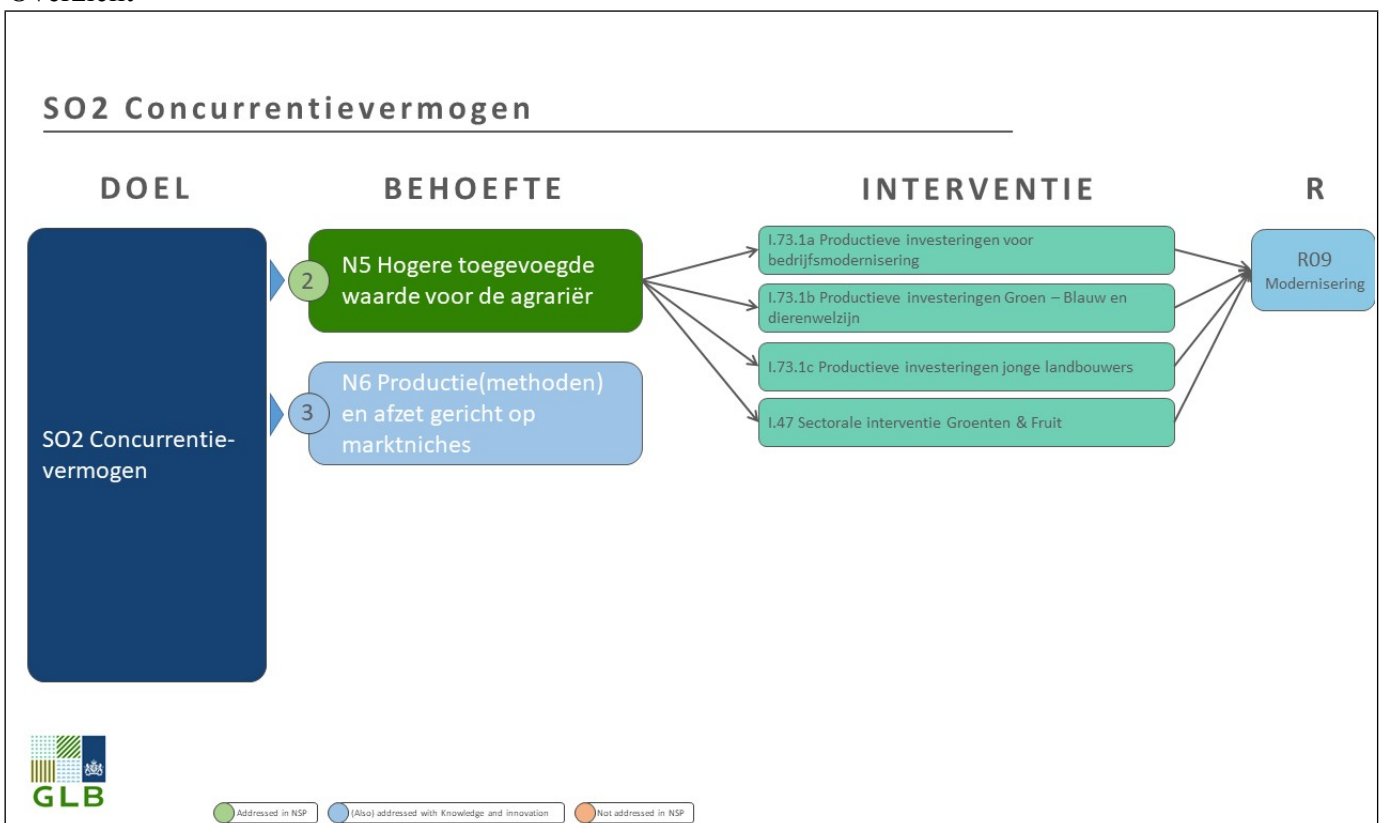 SO2 Concurrentievermogen
DOEL
BEHOEFTE
INTERVENTIE
R
SO2 Concurrentie-
vermogen
2
N5 Hogere toegevoegde
waarde voor de agrariër
3
N6 Productie(methoden)
en afzet gericht op
marktniches
I.73.1a Productieve investeringen voor
bedrijfsmodernisering
I.73.1b Productieve investeringen Groen – Blauw en
dierenwelzijn
I.73.1c Productieve investeringen jonge landbouwers
I.47 Sectorale interventie Groenten & Fruit
R09
Modernisering
GLB
Addressed in NSP
(Also) addressed with Knowledge and innovation
Not addressed in NSP